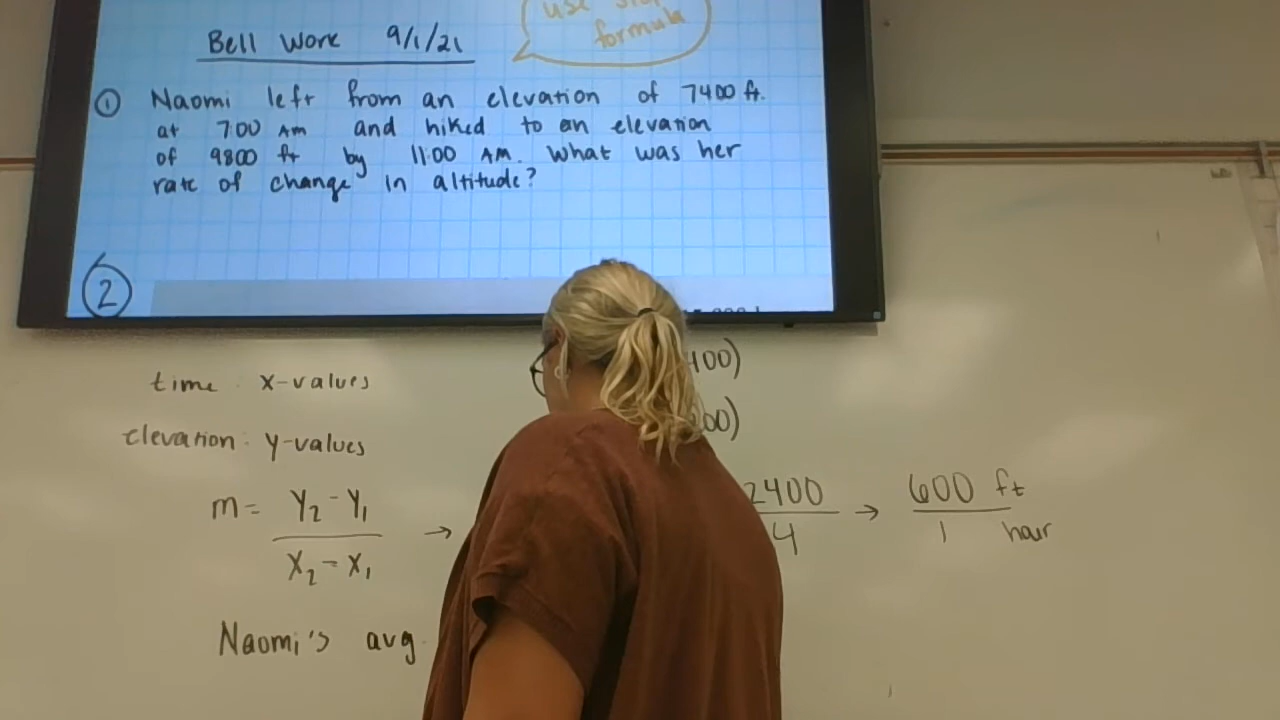 use
formula
Bell Work 9/1/21
① Naomi left from an elevation of 7400 ft.
at 7:00 AM and hiked to an elevation
of 9800 ft by 11:00 AM. What was her
rate of change in altitude?
②
time : x-values
400)
elevation: y-values
00)
m = Y₂ - Y₁ / X₂ - X₁ → 2400 / 4 → 600 ft / 1 hour
Naomi's avg.